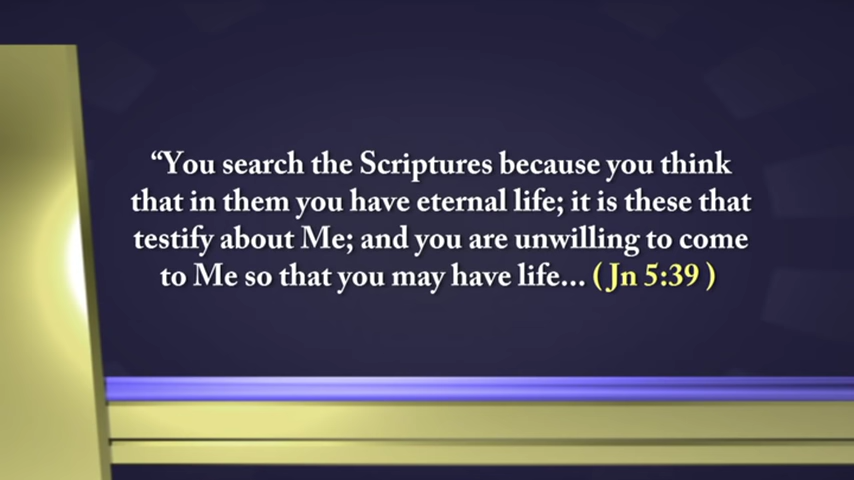 “You search the Scriptures because you think
that in them you have eternal life; it is these that
testify about Me; and you are unwilling to come
to Me so that you may have life... ( Jn 5:39 )